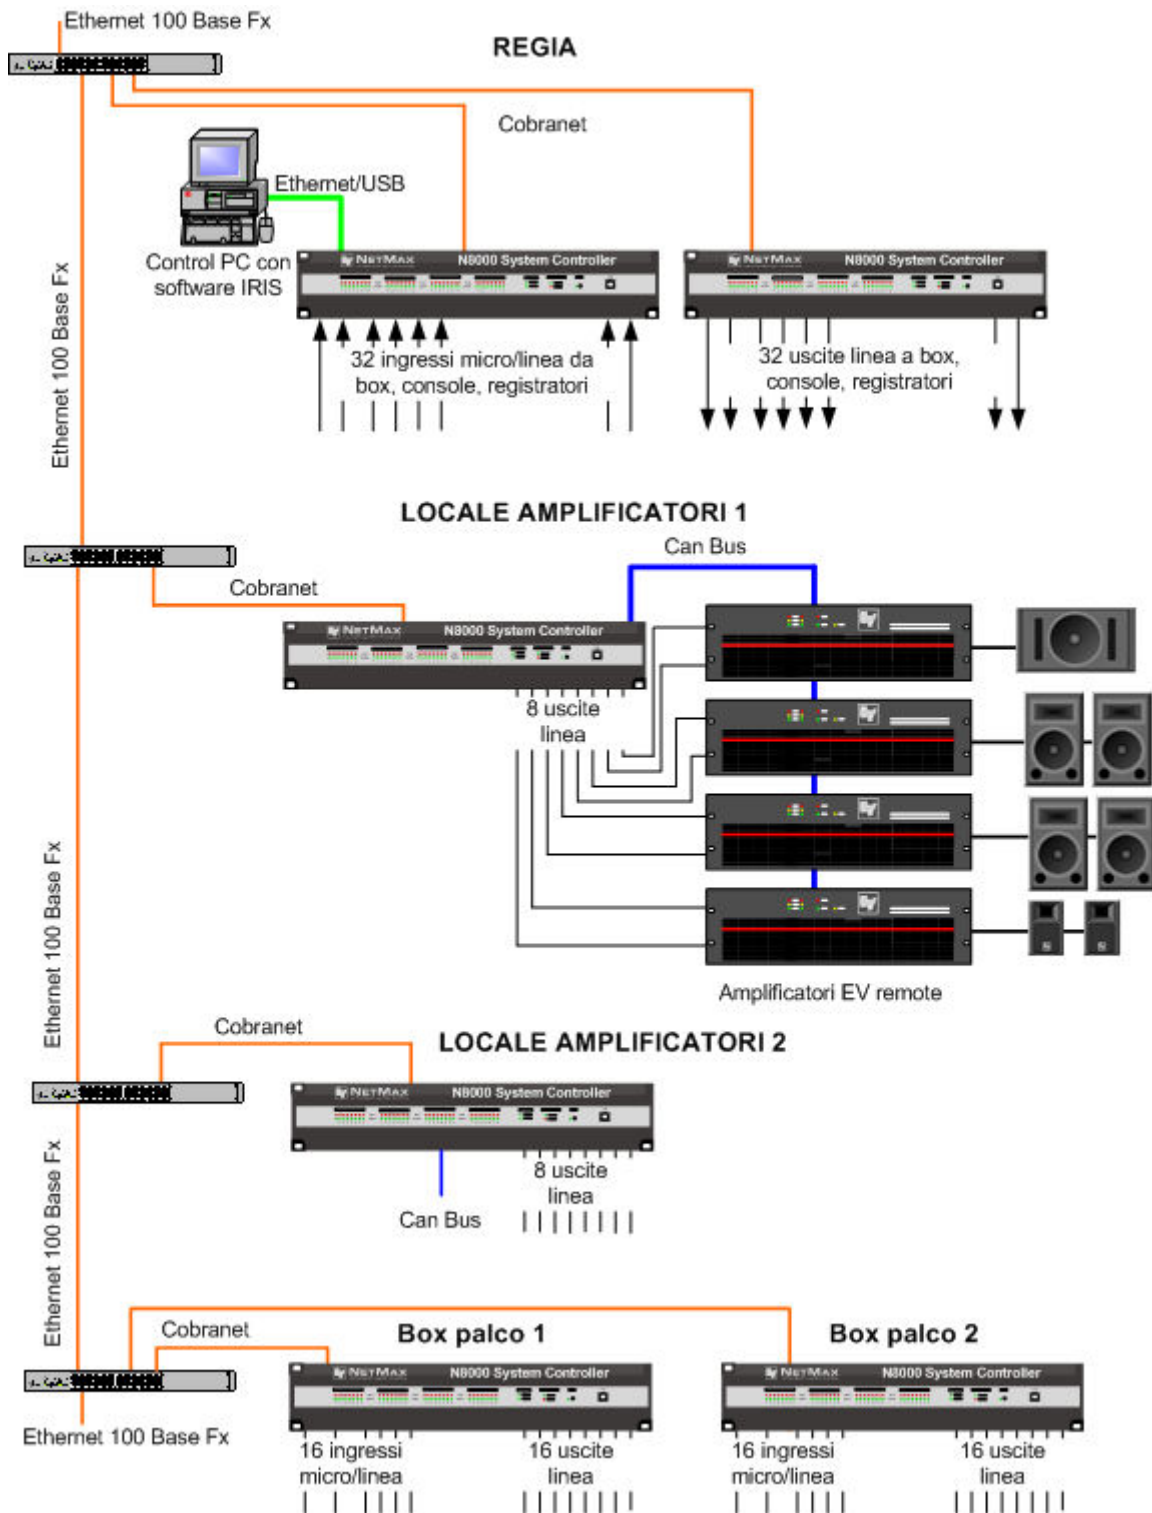 Ethernet 100 Base Fx
REGIA
Cobranet
Ethernet/USB
Control PC con
software IRIS
NETMAX N8000 System Controller
NETMAX N8000 System Controller
32 ingressi micro/linea da
box, console, registratori
32 uscite linea a box,
console, registratori
Ethernet 100 Base Fx
LOCALE AMPLIFICATORI 1
Can Bus
Cobranet
NETMAX N8000 System Controller
8 uscite
linea
Amplificatori EV remote
Ethernet 100 Base Fx
Cobranet
LOCALE AMPLIFICATORI 2
NETMAX N8000 System Controller
8 uscite
linea
Can Bus
Ethernet 100 Base Fx
Cobranet
Box palco 1
Box palco 2
NETMAX N8000 System Controller
NETMAX N8000 System Controller
Ethernet 100 Base Fx
16 ingressi
micro/linea
16 uscite
linea
16 ingressi
micro/linea
16 uscite
linea